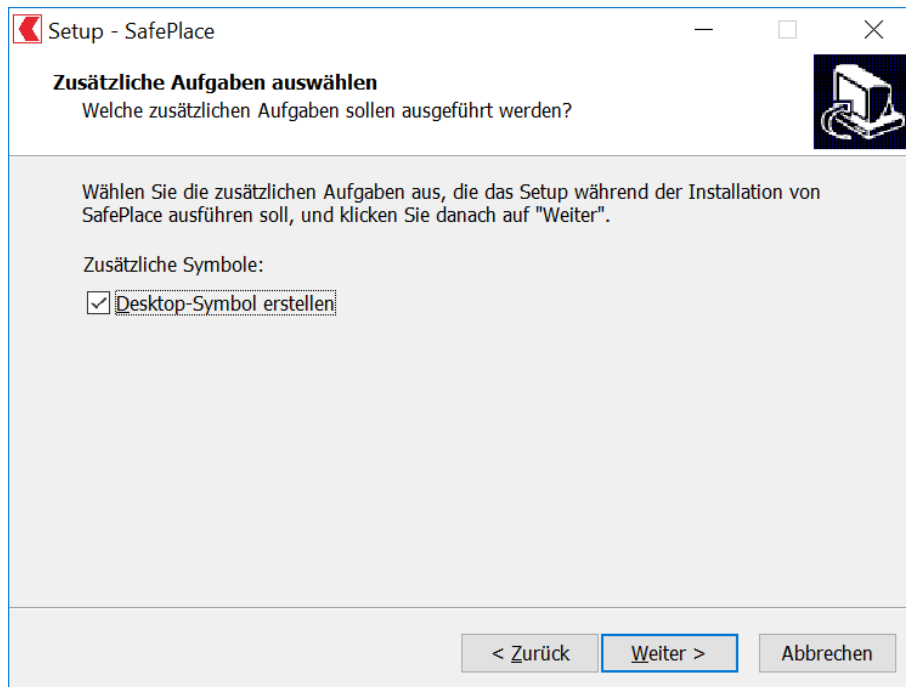 Setup - SafePlace
Zusätzliche Aufgaben auswählen
Welche zusätzlichen Aufgaben sollen ausgeführt werden?
Wählen Sie die zusätzlichen Aufgaben aus, die das Setup während der Installation von
SafePlace ausführen soll, und klicken Sie danach auf "Weiter".
Zusätzliche Symbole:
Desktop-Symbol erstellen
< Zurück
Weiter >
Abbrechen